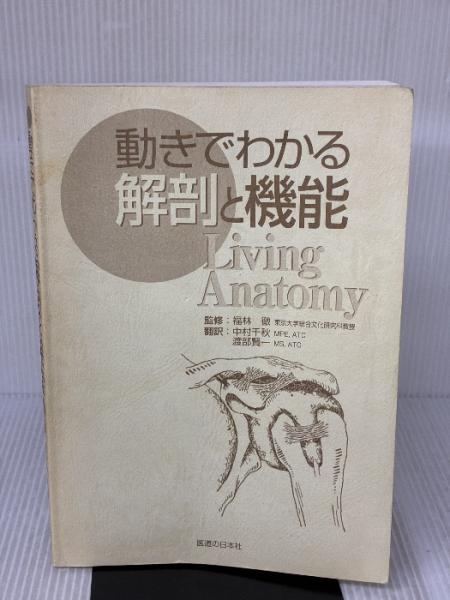 動きでわかる
解剖と機能
Living
Anatomy
監修：福林 徹 東京大学総合文化研究科教授
翻訳：中村千秋 MPE, ATC
渡部賢一 MS, ATC
医道の日本社